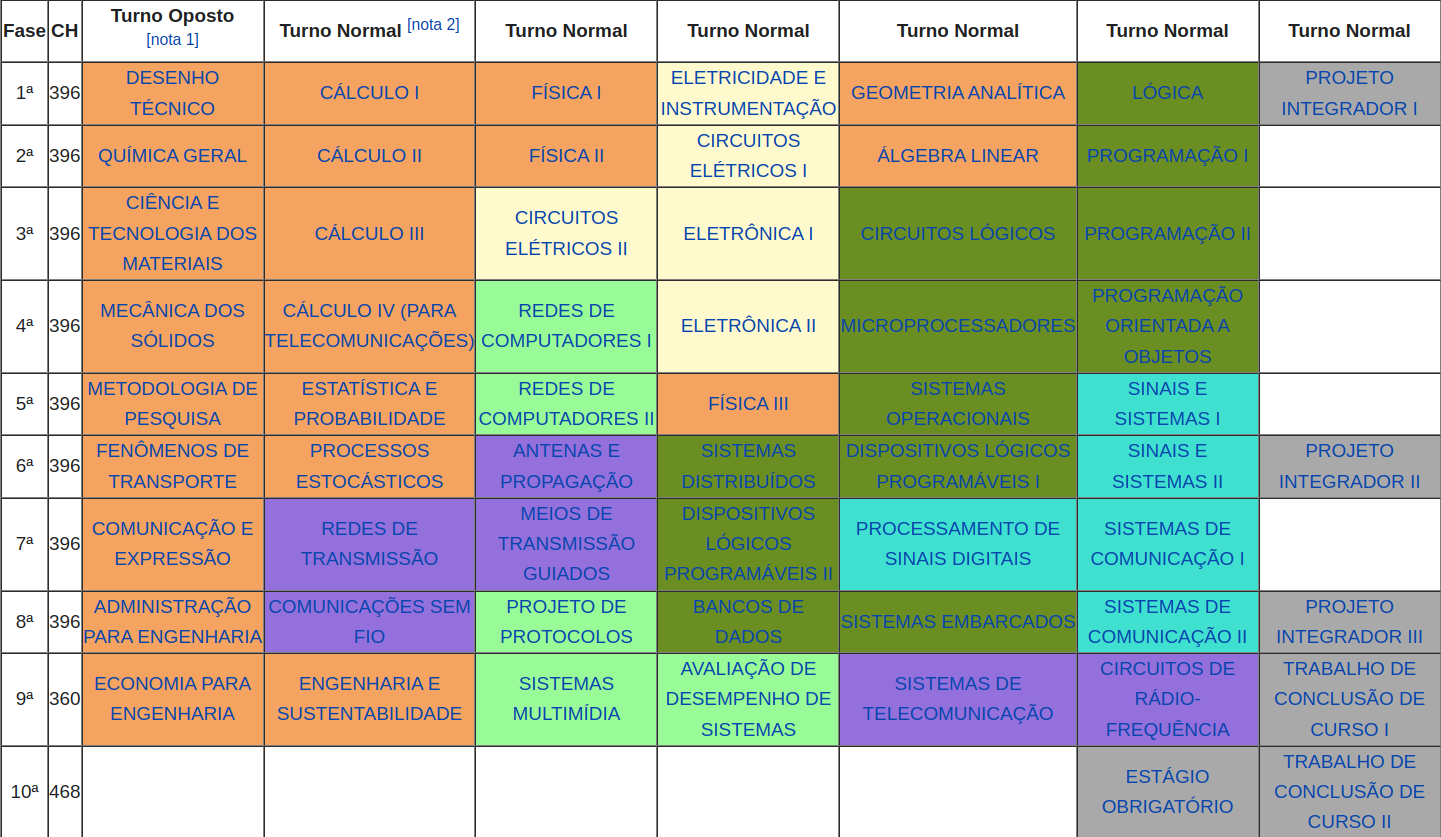 Fase CH Turno Oposto [nota 1] Turno Normal [nota 2] Turno Normal Turno Normal Turno Normal Turno Normal Turno Normal
1ª 396 DESENHO TÉCNICO CÁLCULO I FÍSICA I ELETRICIDADE E INSTRUMENTAÇÃO GEOMETRIA ANALÍTICA LÓGICA PROJETO INTEGRADOR I
2ª 396 QUÍMICA GERAL CÁLCULO II FÍSICA II CIRCUITOS ELÉTRICOS I ÁLGEBRA LINEAR PROGRAMAÇÃO I
3ª 396 CIÊNCIA E TECNOLOGIA DOS MATERIAIS CÁLCULO III CIRCUITOS ELÉTRICOS II ELETRÔNICA I CIRCUITOS LÓGICOS PROGRAMAÇÃO II
4ª 396 MECÂNICA DOS SÓLIDOS CÁLCULO IV (PARA TELECOMUNICAÇÕES) REDES DE COMPUTADORES I ELETRÔNICA II MICROPROCESSADORES PROGRAMAÇÃO ORIENTADA A OBJETOS
5ª 396 METODOLOGIA DE PESQUISA ESTATÍSTICA E PROBABILIDADE REDES DE COMPUTADORES II FÍSICA III SISTEMAS OPERACIONAIS SINAIS E SISTEMAS I
6ª 396 FENÔMENOS DE TRANSPORTE PROCESSOS ESTOCÁSTICOS ANTENAS E PROPAGAÇÃO SISTEMAS DISTRIBUÍDOS DISPOSITIVOS LÓGICOS PROGRAMÁVEIS I SINAIS E SISTEMAS II PROJETO INTEGRADOR II
7ª 396 COMUNICAÇÃO E EXPRESSÃO REDES DE TRANSMISSÃO MEIOS DE TRANSMISSÃO GUIADOS DISPOSITIVOS LÓGICOS PROGRAMÁVEIS II PROCESSAMENTO DE SINAIS DIGITAIS SISTEMAS DE COMUNICAÇÃO I
8ª 396 ADMINISTRAÇÃO PARA ENGENHARIA COMUNICAÇÕES SEM FIO PROJETO DE PROTOCOLOS BANCOS DE DADOS SISTEMAS EMBARCADOS SISTEMAS DE COMUNICAÇÃO II PROJETO INTEGRADOR III
9ª 360 ECONOMIA PARA ENGENHARIA ENGENHARIA E SUSTENTABILIDADE SISTEMAS MULTIMÍDIA AVALIAÇÃO DE DESEMPENHO DE SISTEMAS SISTEMAS DE TELECOMUNICAÇÃO CIRCUITOS DE RÁDIO-FREQUÊNCIA TRABALHO DE CONCLUSÃO DE CURSO I
10ª 468 ESTÁGIO OBRIGATÓRIO TRABALHO DE CONCLUSÃO DE CURSO II